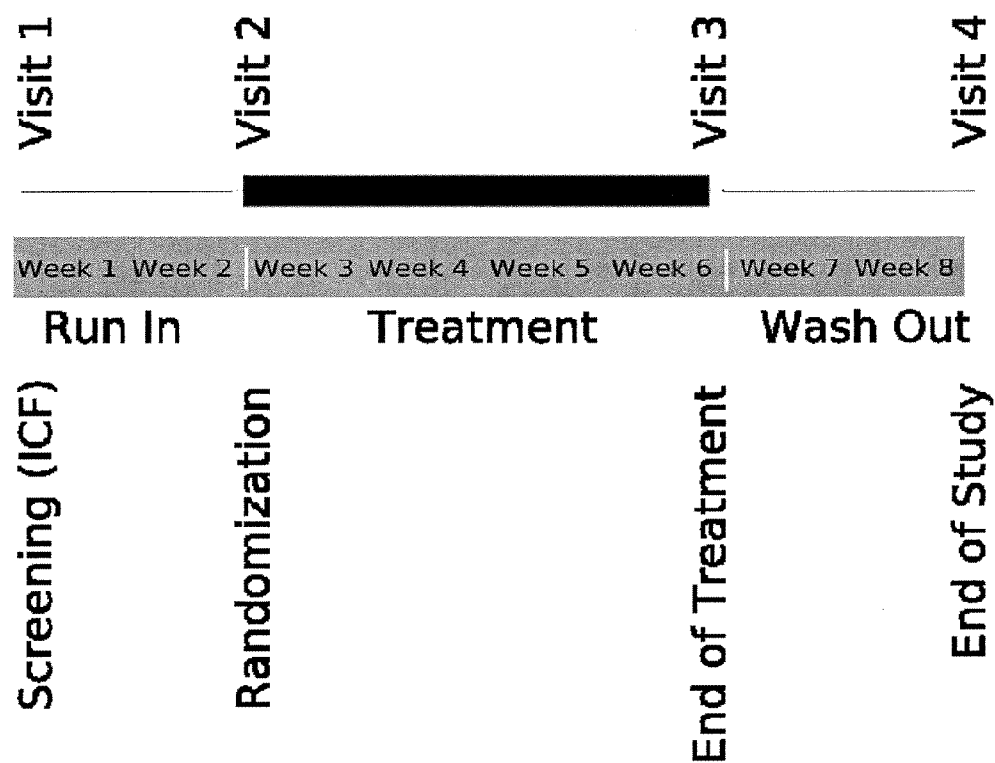 Visit 1
Visit 2
Visit 3
Visit 4
Week 1 Week 2 Week 3 Week 4 Week 5 Week 6 Week 7 Week 8
Run In
Treatment
Wash Out
Screening (ICF)
Randomization
End of Treatment
End of Study